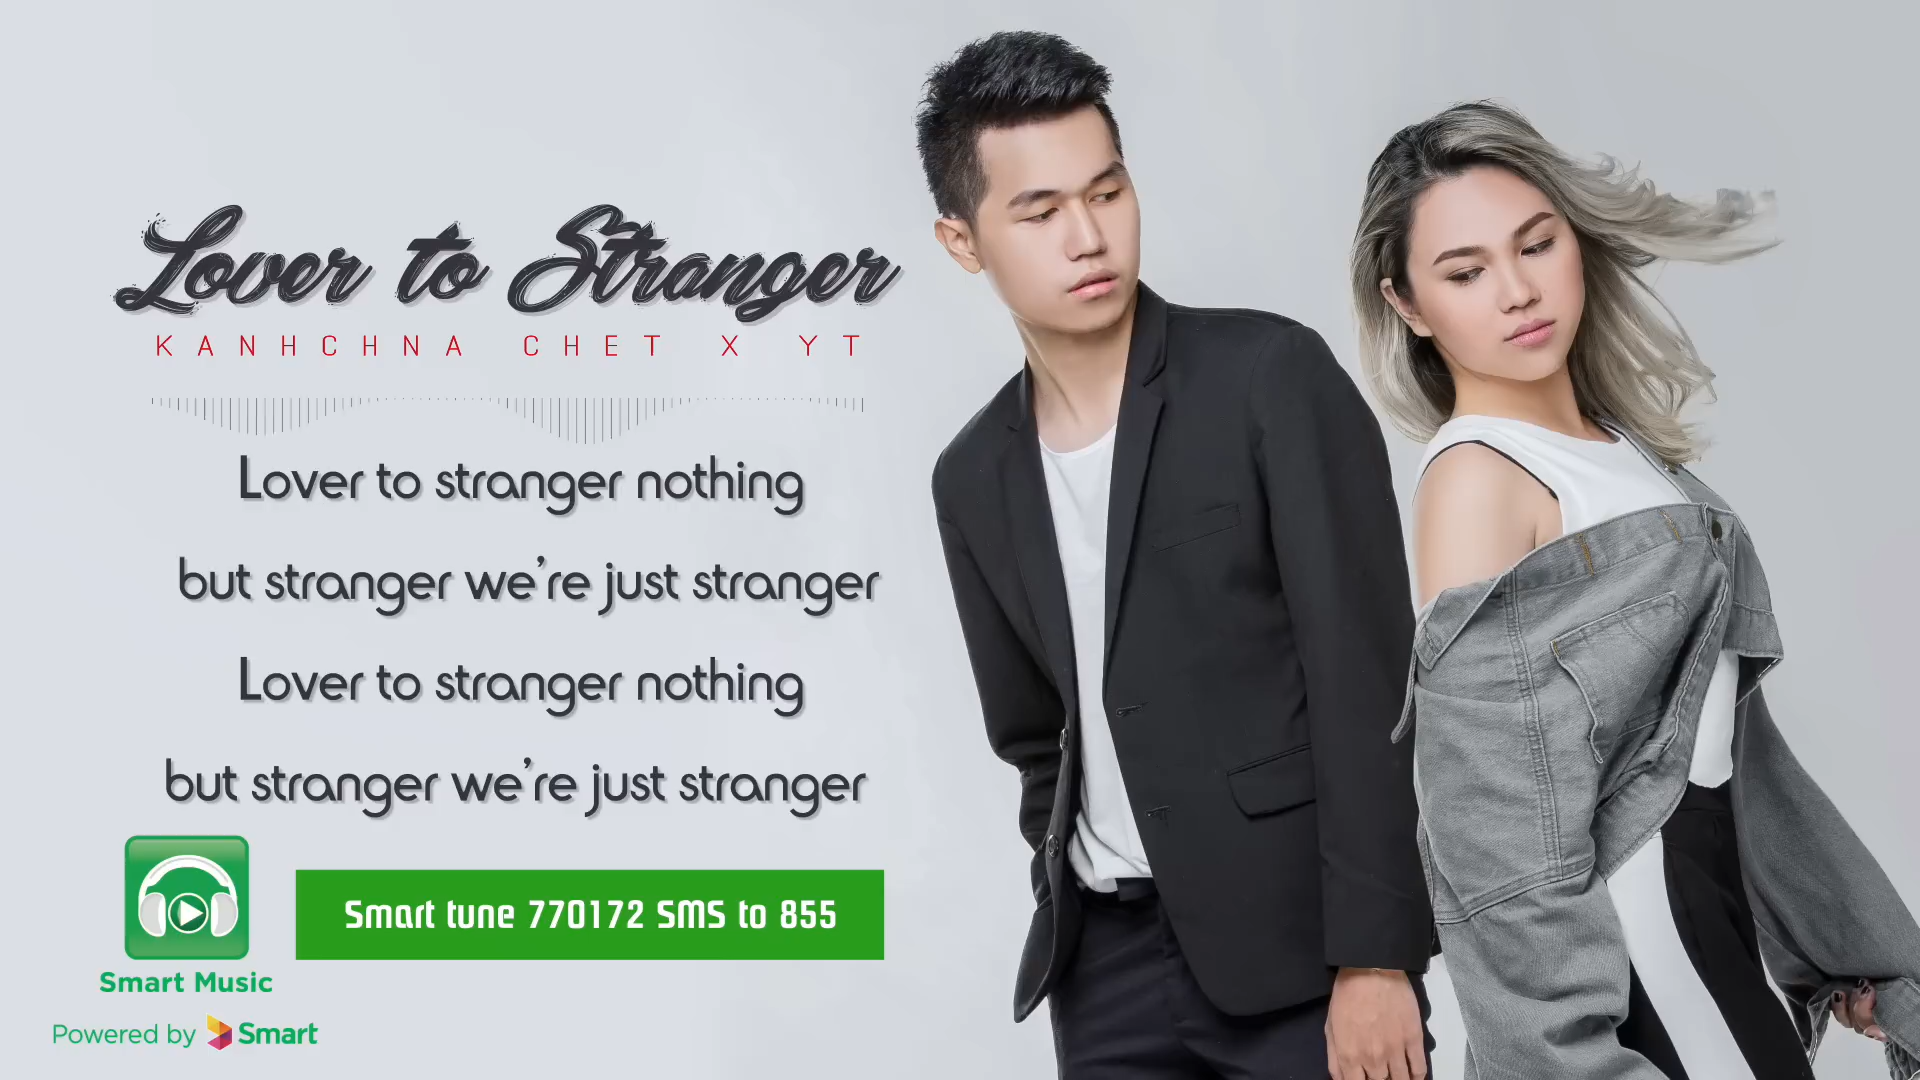 Lover to Stranger
KANHCHNA CHET X YT
Lover to stranger nothing
but stranger we're just stranger
Lover to stranger nothing
but stranger we're just stranger
Smart tune 770172 SMS to 855
Smart Music
Powered by Smart